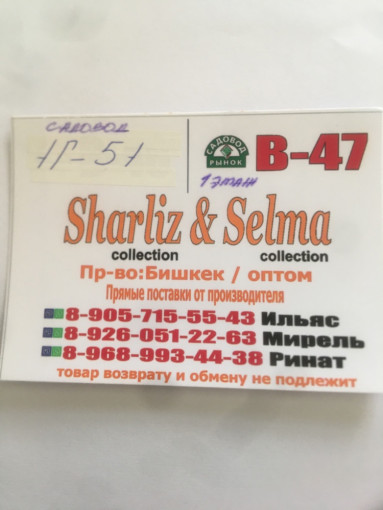 САДОВОД
1Г-51
САДОВОД
РЫНОК
В-47
1 ЭТАЖ
Sharliz & Selma
collection
collection
Пр-во:Бишкек / оптом
Прямые поставки от производителя
8-905-715-55-43 Ильяс
8-926-051-22-63 Мирель
8-968-993-44-38 Ринат
товар возврату и обмену не подлежит